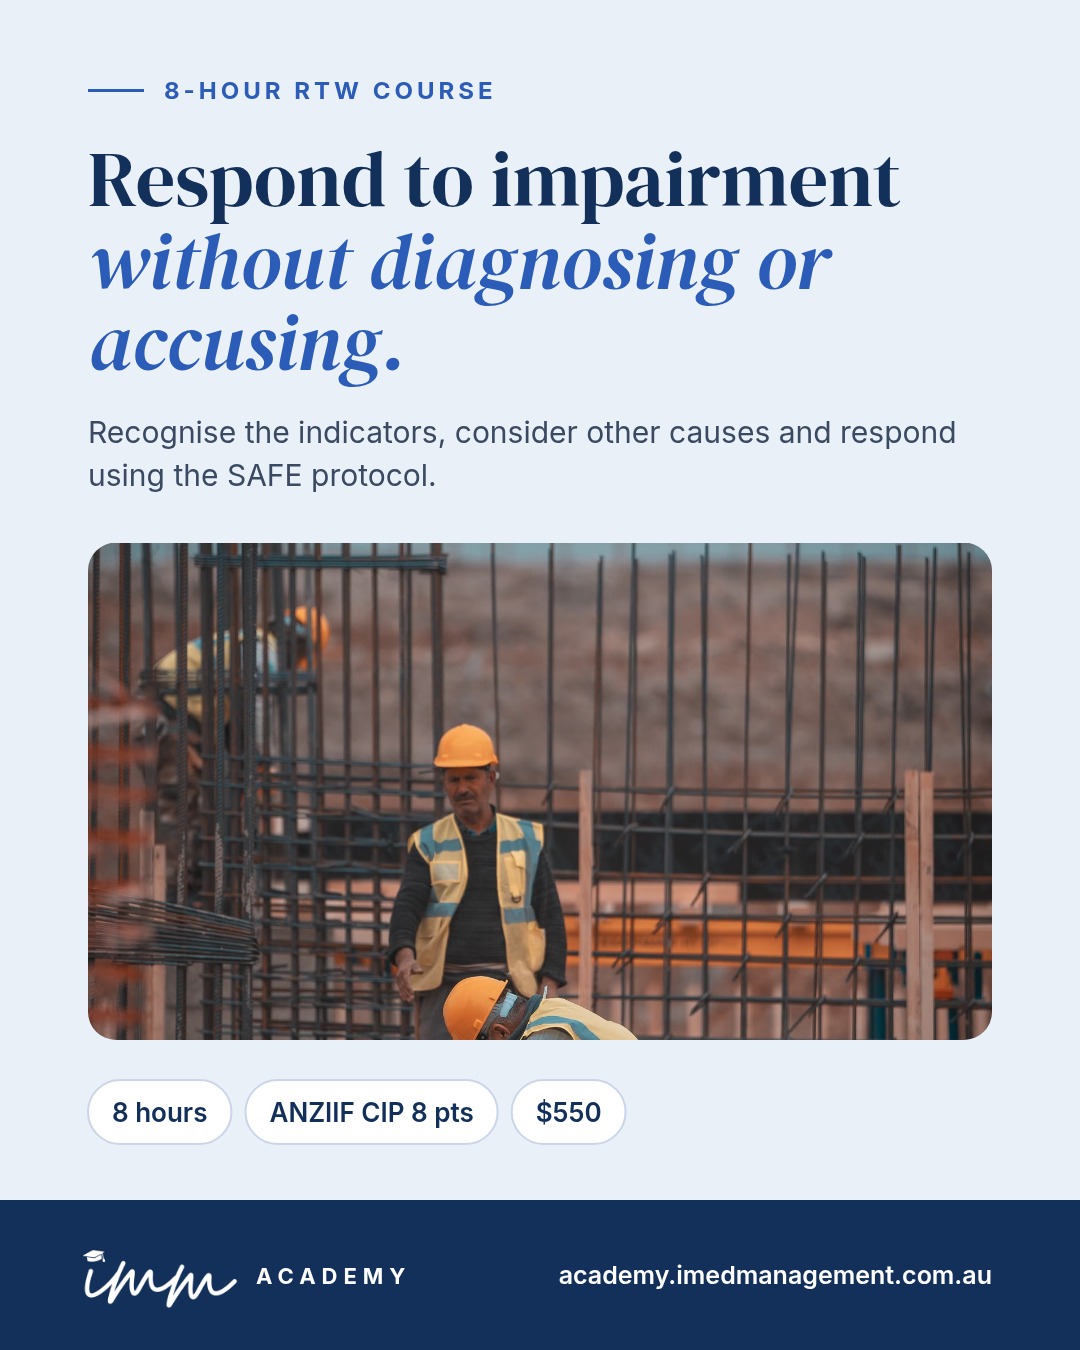 8-HOUR RTW COURSE
Respond to impairment
without diagnosing or
accusing.
Recognise the indicators, consider other causes and respond
using the SAFE protocol.
8 hours
ANZIIF CIP 8 pts
$550
imm ACADEMY
academy.imedmanagement.com.au